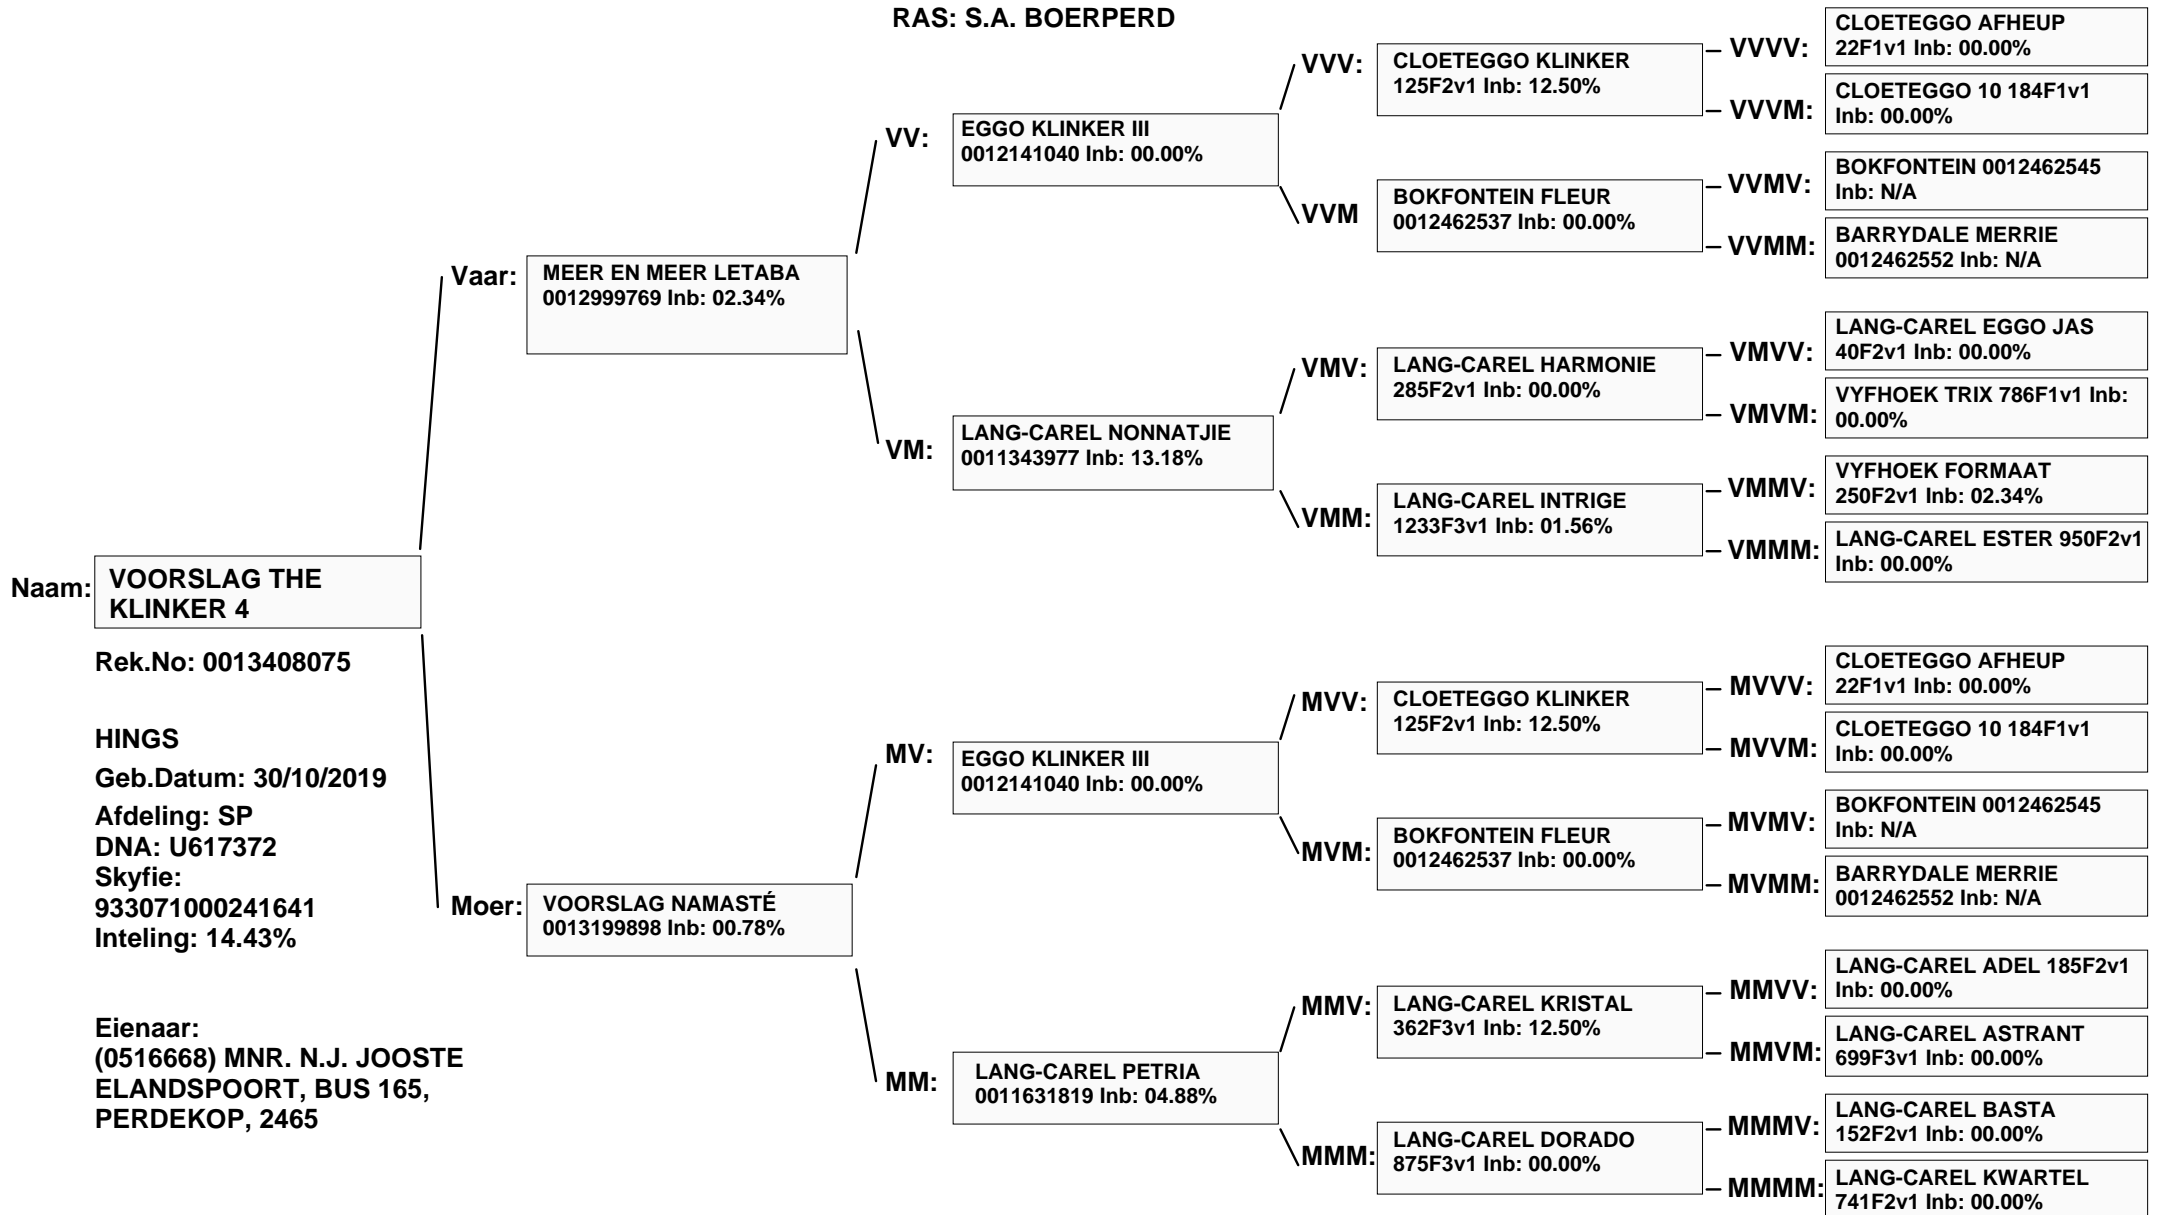 RAS: S.A. BOERPERD
Naam:
VOORSLAG THE
KLINKER 4
Rek.No: 0013408075
HINGS
Geb.Datum: 30/10/2019
Afdeling: SP
DNA: U617372
Skyfie:
933071000241641
Inteling: 14.43%
Eienaar:
(0516668) MNR. N.J. JOOSTE
ELANDSPOORT, BUS 165,
PERDEKOP, 2465
Vaar:
MEER EN MEER LETABA
0012999769 Inb: 02.34%
Moer:
VOORSLAG NAMASTÉ
0013199898 Inb: 00.78%
VV:
EGGO KLINKER III
0012141040 Inb: 00.00%
VM:
LANG-CAREL NONNATJIE
0011343977 Inb: 13.18%
MV:
EGGO KLINKER III
0012141040 Inb: 00.00%
MM:
LANG-CAREL PETRIA
0011631819 Inb: 04.88%
VVV:
CLOETEGGO KLINKER
125F2v1 Inb: 12.50%
VVM
BOKFONTEIN FLEUR
0012462537 Inb: 00.00%
VMV:
LANG-CAREL HARMONIE
285F2v1 Inb: 00.00%
VMM:
LANG-CAREL INTRIGE
1233F3v1 Inb: 01.56%
MVV:
CLOETEGGO KLINKER
125F2v1 Inb: 12.50%
MVM:
BOKFONTEIN FLEUR
0012462537 Inb: 00.00%
MMV:
LANG-CAREL KRISTAL
362F3v1 Inb: 12.50%
MMM:
LANG-CAREL DORADO
875F3v1 Inb: 00.00%
VVVV:
CLOETEGGO AFHEUP
22F1v1 Inb: 00.00%
VVVM:
CLOETEGGO 10 184F1v1
Inb: 00.00%
VVMV:
BOKFONTEIN 0012462545
Inb: N/A
VVMM:
BARRYDALE MERRIE
0012462552 Inb: N/A
VMVV:
LANG-CAREL EGGO JAS
40F2v1 Inb: 00.00%
VMVM:
VYFHOEK TRIX 786F1v1 Inb:
00.00%
VMMV:
VYFHOEK FORMAAT
250F2v1 Inb: 02.34%
VMMM:
LANG-CAREL ESTER 950F2v1
Inb: 00.00%
MVVV:
CLOETEGGO AFHEUP
22F1v1 Inb: 00.00%
MVVM:
CLOETEGGO 10 184F1v1
Inb: 00.00%
MVMV:
BOKFONTEIN 0012462545
Inb: N/A
MVMM:
BARRYDALE MERRIE
0012462552 Inb: N/A
MMVV:
LANG-CAREL ADEL 185F2v1
Inb: 00.00%
MMVM:
LANG-CAREL ASTRANT
699F3v1 Inb: 00.00%
MMMV:
LANG-CAREL BASTA
152F2v1 Inb: 00.00%
MMMM:
LANG-CAREL KWARTEL
741F2v1 Inb: 00.00%